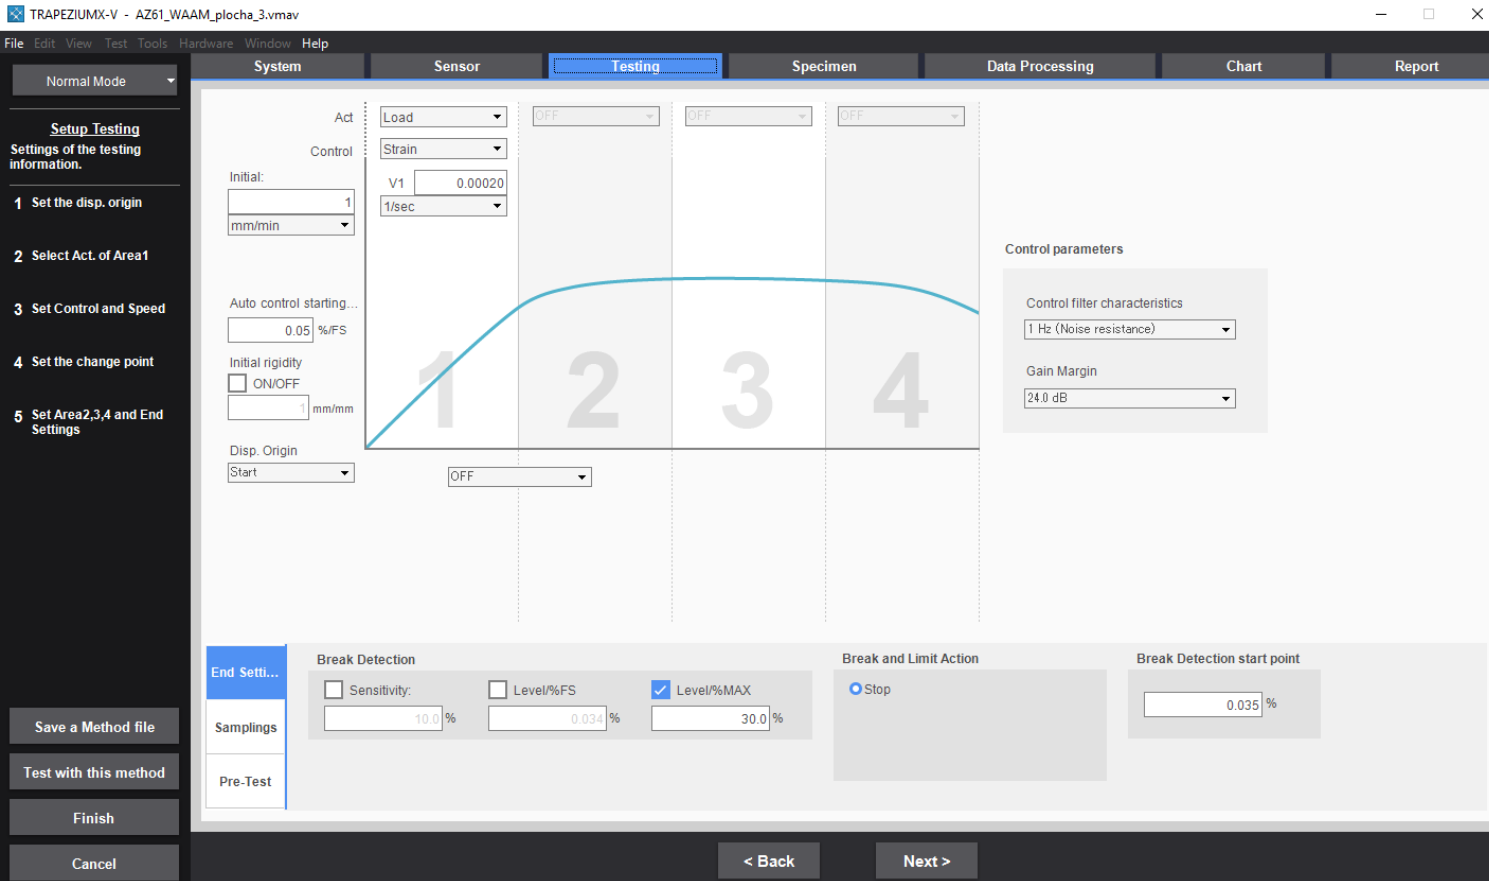 TRAPEZIUMX-V - AZ61_WAAM_plocha_3.vmav
File Edit View Test Tools Hardware Window Help
Normal Mode
System Sensor Testing Specimen Data Processing Chart Report
Setup Testing
Settings of the testing
information.
1 Set the disp. origin
2 Select Act. of Area1
3 Set Control and Speed
4 Set the change point
5 Set Area2,3,4 and End
Settings
Save a Method file
Test with this method
Finish
Cancel
Act Load OFF OFF OFF
Control Strain
Initial:
1
mm/min
V1 0.00020
1/sec
Auto control starting...
0.05 %/FS
Initial rigidity
ON/OFF
1 mm/mm
Disp. Origin
Start
1 2 3 4
OFF
Control parameters
Control filter characteristics
1 Hz (Noise resistance)
Gain Margin
24.0 dB
End Setti...
Samplings
Pre-Test
Break Detection
Sensitivity: Level/%FS Level/%MAX
10.0 % 0.034 % 30.0 %
Break and Limit Action
Stop
Break Detection start point
0.035 %
< Back Next >